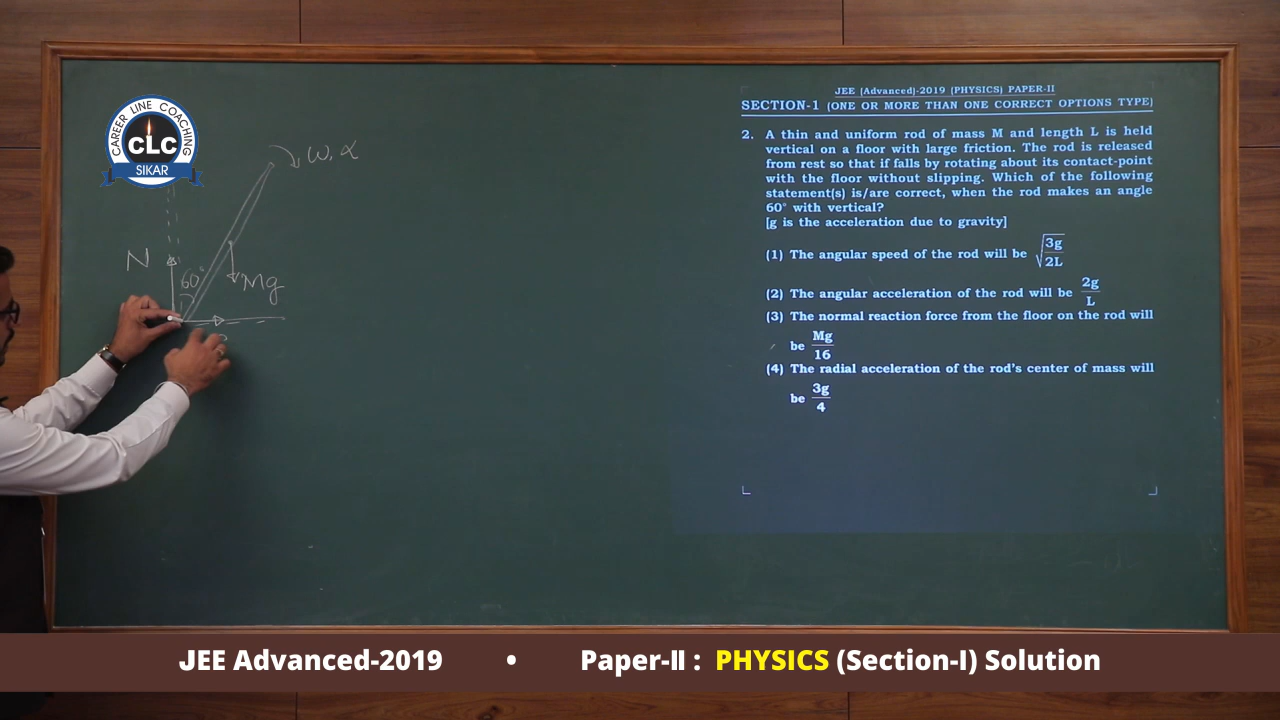 CAREER LINE COACHING
CLC
SIKAR
ω, α
N
60°
Mg
JEE (Advanced)-2019 (PHYSICS) PAPER-II
SECTION-1 (ONE OR MORE THAN ONE CORRECT OPTIONS TYPE)
2. A thin and uniform rod of mass M and length L is held
vertical on a floor with large friction. The rod is released
from rest so that if falls by rotating about its contact-point
with the floor without slipping. Which of the following
statement(s) is/are correct, when the rod makes an angle
60° with vertical?
[g is the acceleration due to gravity]
(1) The angular speed of the rod will be √(3g/2L)
(2) The angular acceleration of the rod will be 2g/L
(3) The normal reaction force from the floor on the rod will
be Mg/16
(4) The radial acceleration of the rod's center of mass will
be 3g/4
JEE Advanced-2019 • Paper-II : PHYSICS (Section-I) Solution